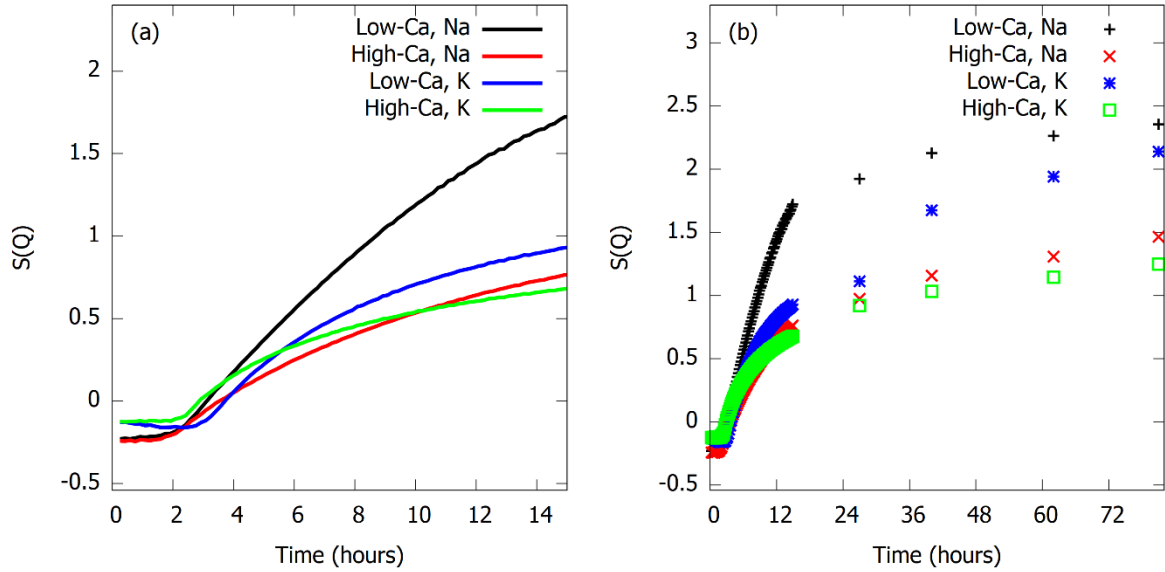 (a)
Low-Ca, Na
High-Ca, Na
Low-Ca, K
High-Ca, K
S(Q)
2
1.5
1
0.5
0
-0.5
0 2 4 6 8 10 12 14
Time (hours)
(b)
Low-Ca, Na
High-Ca, Na
Low-Ca, K
High-Ca, K
S(Q)
3
2.5
2
1.5
1
0.5
0
-0.5
0 12 24 36 48 60 72
Time (hours)